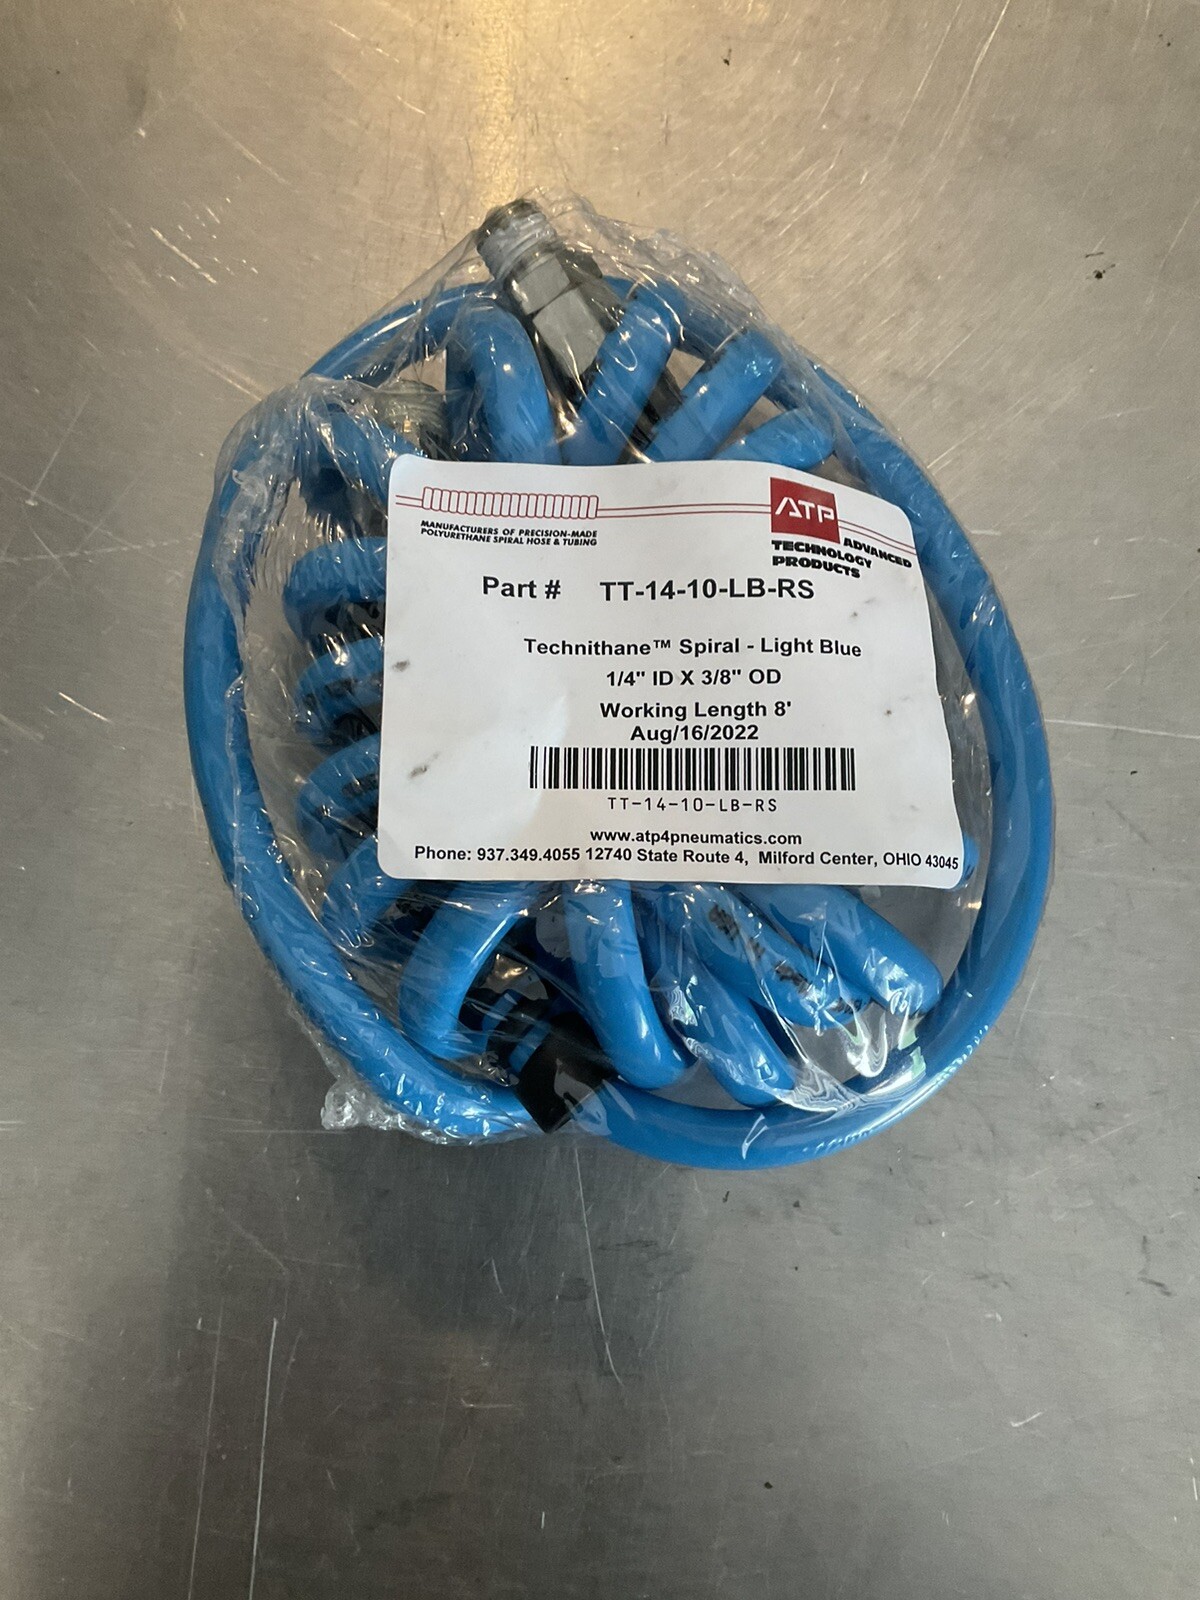 MANUFACTURERS OF PRECISION-MADE
POLYURETHANE SPIRAL HOSE & TUBING
ATP
ADVANCED
TECHNOLOGY
PRODUCTS
Part # TT-14-10-LB-RS
Technithane™ Spiral - Light Blue
1/4" ID X 3/8" OD
Working Length 8'
Aug/16/2022
TT-14-10-LB-RS
www.atp4pneumatics.com
Phone: 937.349.4055 12740 State Route 4, Milford Center, OHIO 43045